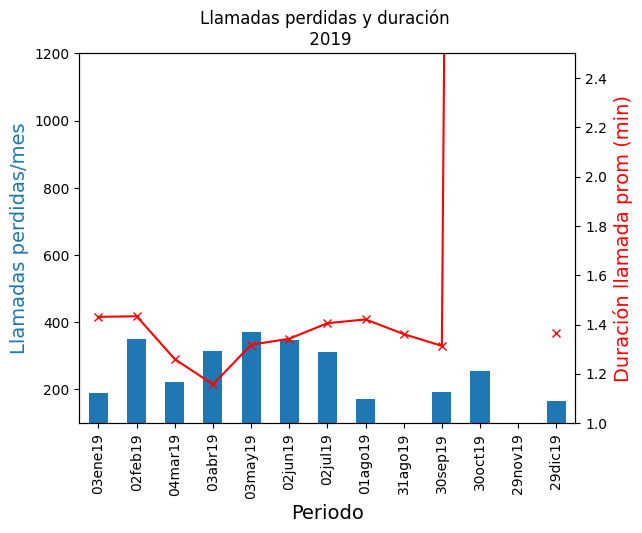 Llamadas perdidas y duración
2019
Llamadas perdidas/mes
1200
1000
800
600
400
200
2.4
2.2
2.0
1.8
1.6
1.4
1.2
1.0
Duración llamada prom (min)
03ene19
02feb19
04mar19
03abr19
03may19
02jun19
02jul19
01ago19
31ago19
30sep19
30oct19
29nov19
29dic19
Periodo